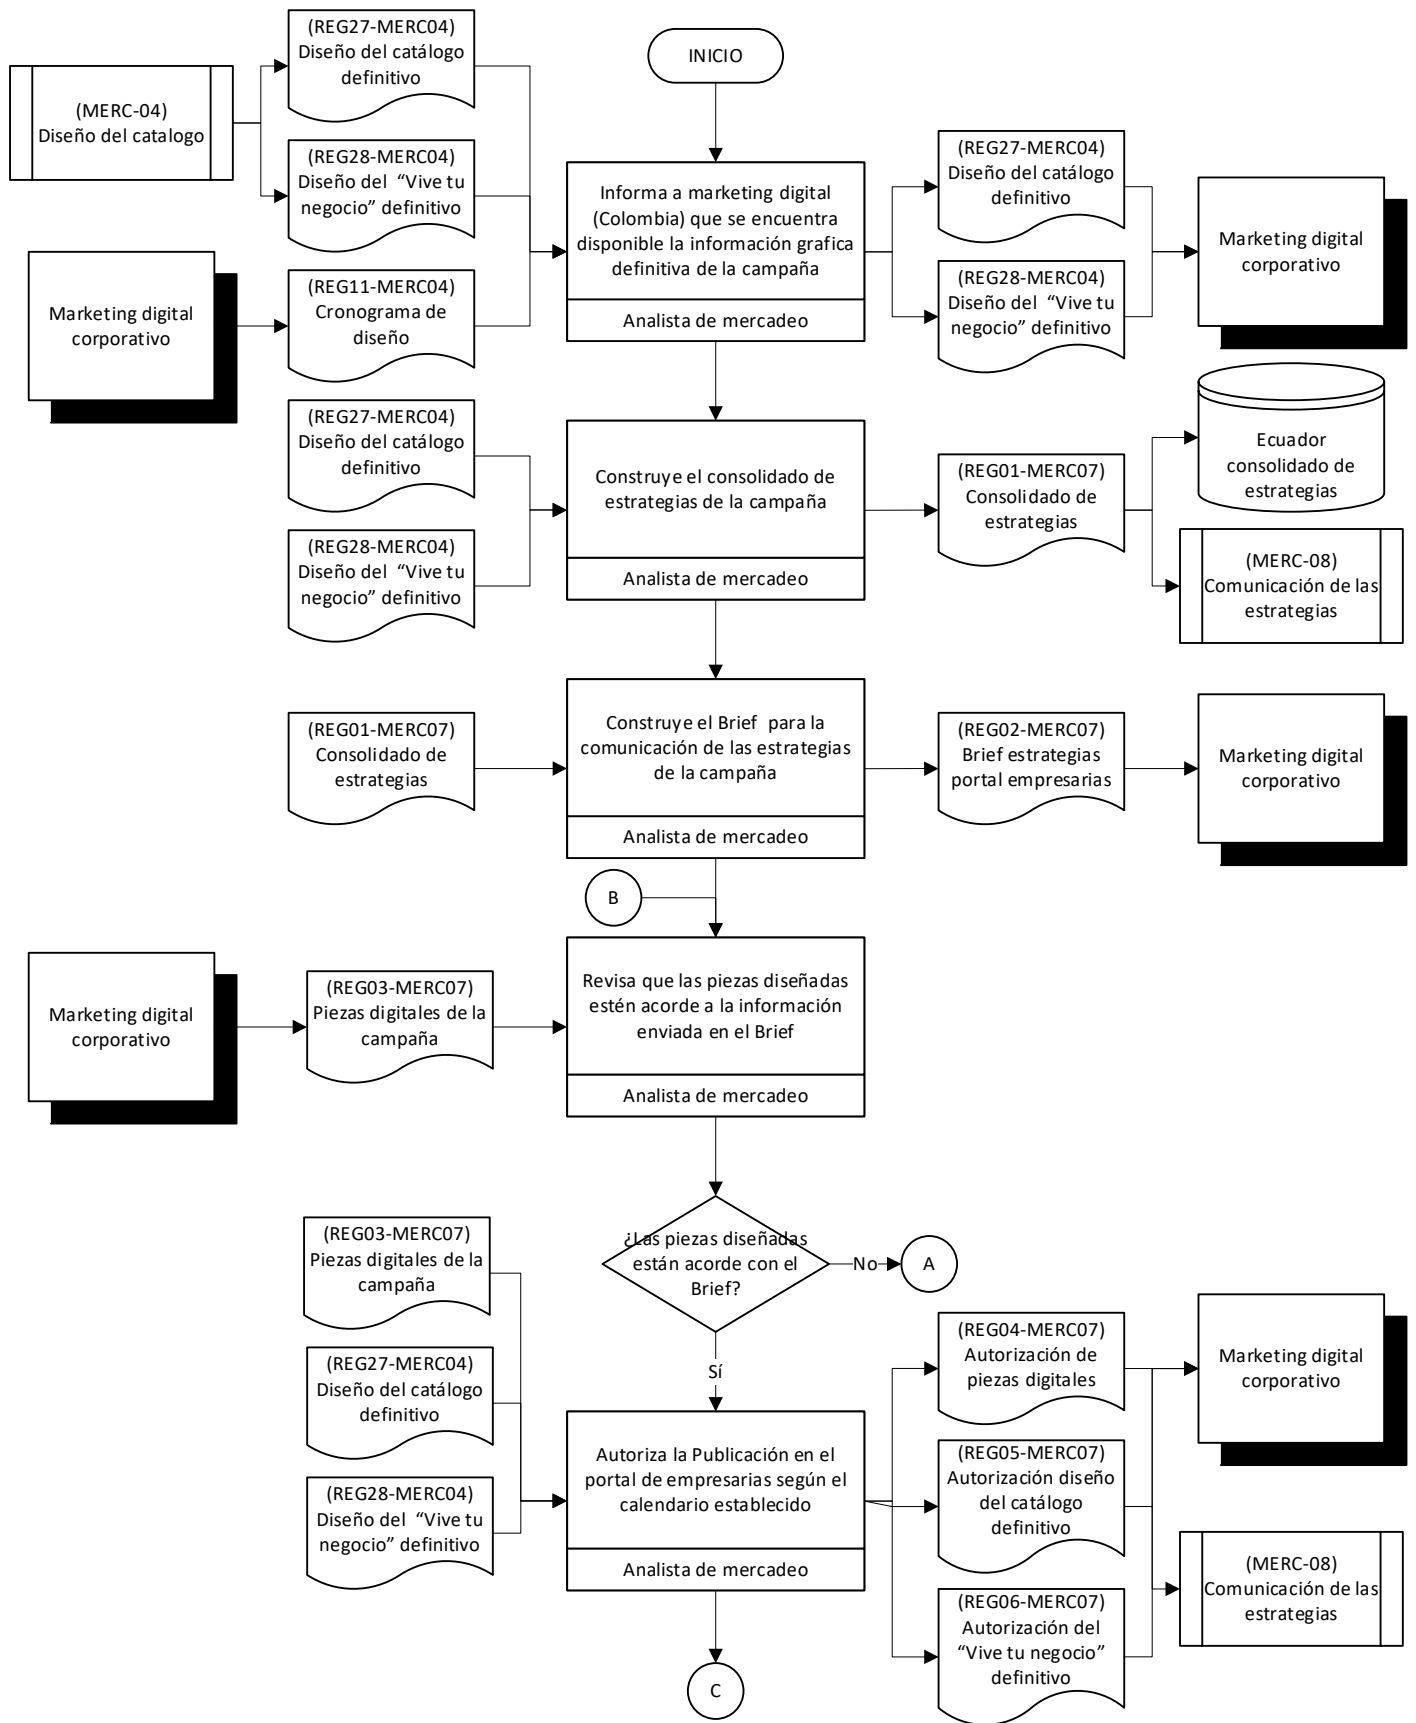 INICIO
(MERC-04)
Diseño del catalogo
(REG27-MERC04)
Diseño del catálogo
definitivo
(REG28-MERC04)
Diseño del “Vive tu
negocio” definitivo
Marketing digital
corporativo
(REG11-MERC04)
Cronograma de
diseño
Informa a marketing digital
(Colombia) que se encuentra
disponible la información grafica
definitiva de la campaña
Analista de mercadeo
(REG27-MERC04)
Diseño del catálogo
definitivo
(REG28-MERC04)
Diseño del “Vive tu
negocio” definitivo
Marketing digital
corporativo
(REG27-MERC04)
Diseño del catálogo
definitivo
(REG28-MERC04)
Diseño del “Vive tu
negocio” definitivo
Construye el consolidado de
estrategias de la campaña
Analista de mercadeo
(REG01-MERC07)
Consolidado de
estrategias
Ecuador
consolidado de
estrategias
(MERC-08)
Comunicación de las
estrategias
(REG01-MERC07)
Consolidado de
estrategias
Construye el Brief para la
comunicación de las estrategias
de la campaña
Analista de mercadeo
(REG02-MERC07)
Brief estrategias
portal empresarias
Marketing digital
corporativo
B
Marketing digital
corporativo
(REG03-MERC07)
Piezas digitales de la
campaña
Revisa que las piezas diseñadas
estén acorde a la información
enviada en el Brief
Analista de mercadeo
¿Las piezas diseñadas
están acorde con el
Brief?
No
A
Sí
(REG03-MERC07)
Piezas digitales de la
campaña
(REG27-MERC04)
Diseño del catálogo
definitivo
(REG28-MERC04)
Diseño del “Vive tu
negocio” definitivo
Autoriza la Publicación en el
portal de empresarias según el
calendario establecido
Analista de mercadeo
(REG04-MERC07)
Autorización de
piezas digitales
(REG05-MERC07)
Autorización diseño
del catálogo
definitivo
(REG06-MERC07)
Autorización del
“Vive tu negocio”
definitivo
Marketing digital
corporativo
(MERC-08)
Comunicación de las
estrategias
C